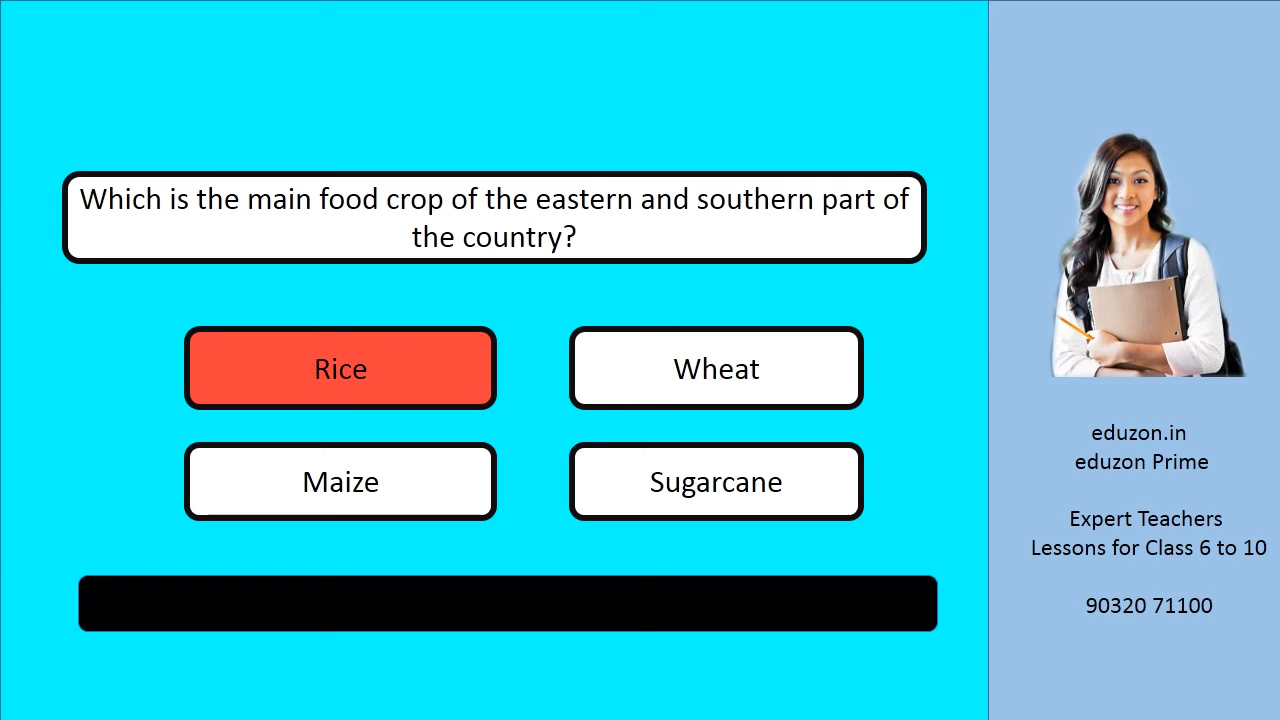 Which is the main food crop of the eastern and southern part of
the country?
Rice
Wheat
Maize
Sugarcane
eduzon.in
eduzon Prime
Expert Teachers
Lessons for Class 6 to 10
90320 71100